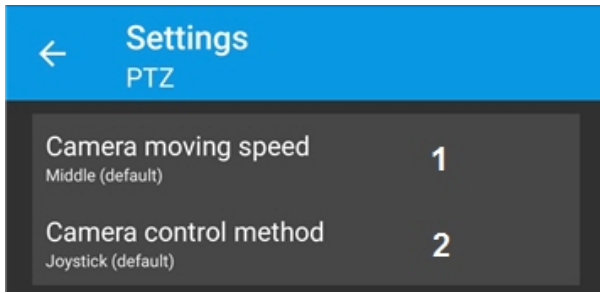 Settings
PTZ
Camera moving speed 1
Middle (default)
Camera control method 2
Joystick (default)